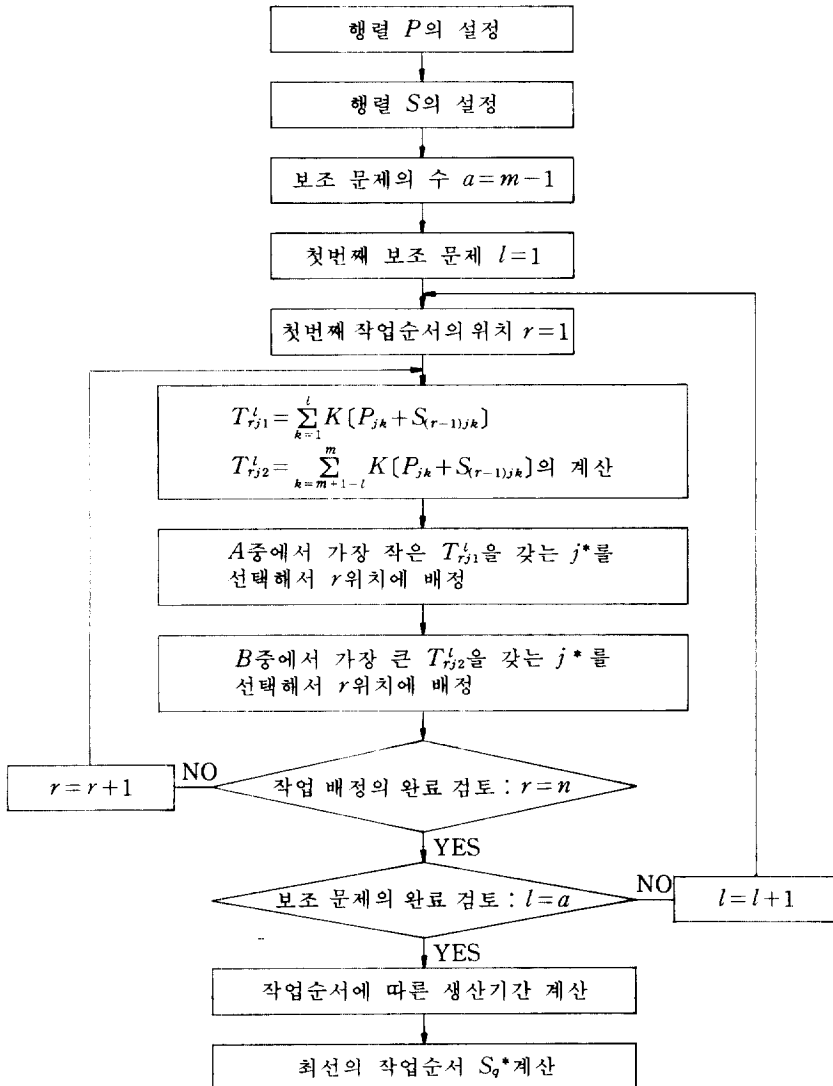 행렬 P의 설정
행렬 S의 설정
보조 문제의 수 a=m−1
첫번째 보조 문제 l=1
첫번째 작업순서의 위치 r=1
T^l_{rj1}=∑_{k=1}^{l} K[P_{jk}+S_{(r−1)jk}]
T^l_{rj2}=∑_{k=m+1−l}^{m} K[P_{jk}+S_{(r−1)jk}]의 계산
A중에서 가장 작은 T^l_{rj1}을 갖는 j*를
선택해서 r위치에 배정
B중에서 가장 큰 T^l_{rj2}을 갖는 j*를
선택해서 r위치에 배정
작업 배정의 완료 검토 : r=n
NO
r=r+1
YES
보조 문제의 완료 검토 : l=a
NO
l=l+1
YES
작업순서에 따른 생산기간 계산
최선의 작업순서 S_q*계산